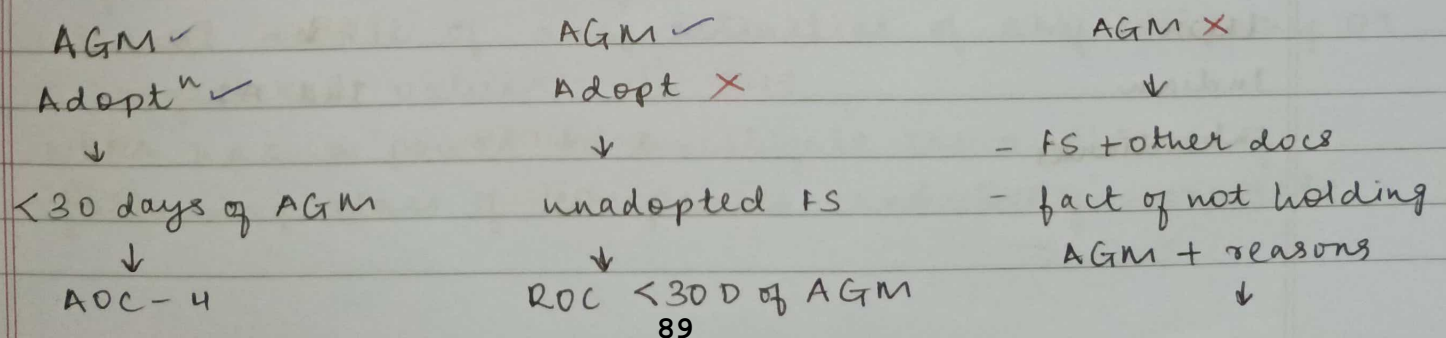 AGM ✓
Adoptⁿ ✓
↓
<30 days of AGM
↓
AOC-4
AGM ✓
Adopt ✗
↓
unadopted FS
↓
ROC <30 D of AGM
AGM ✗
↓
- FS + other docs
- fact of not holding
AGM + reasons
↓
89